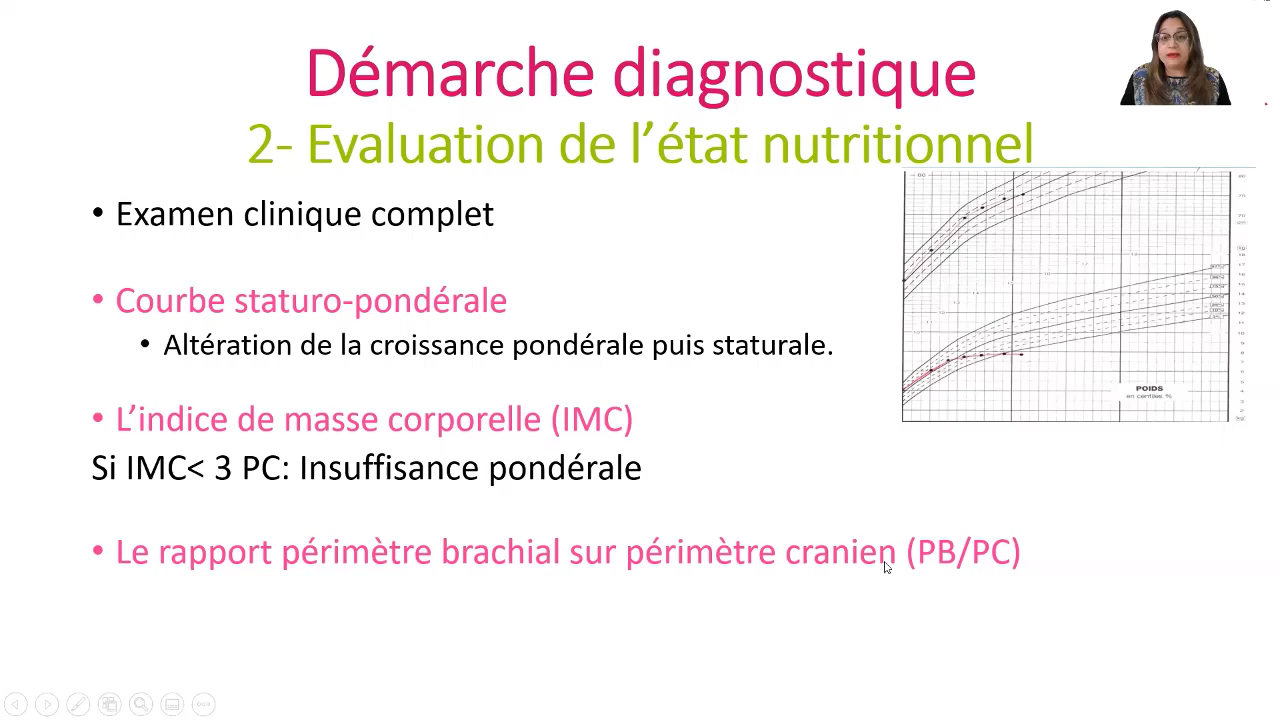 Démarche diagnostique
2- Evaluation de l’état nutritionnel
• Examen clinique complet
• Courbe staturo-pondérale
• Altération de la croissance pondérale puis staturale.
• L’indice de masse corporelle (IMC)
Si IMC< 3 PC: Insuffisance pondérale
• Le rapport périmètre brachial sur périmètre cranien (PB/PC)
POIDS
en centiles %